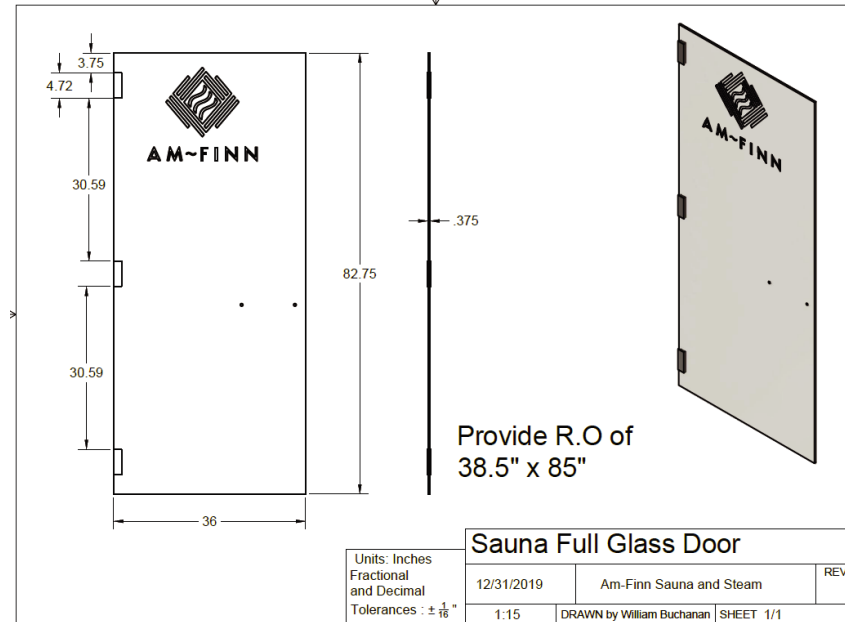 3.75
4.72
AM~FINN
AM~FINN
30.59
.375
82.75
30.59
Provide R.O of
38.5" x 85"
36
Sauna Full Glass Door
Units: Inches
Fractional
and Decimal
Tolerances : ± 1/16 "
12/31/2019 Am-Finn Sauna and Steam REV
1:15 DRAWN by William Buchanan SHEET 1/1